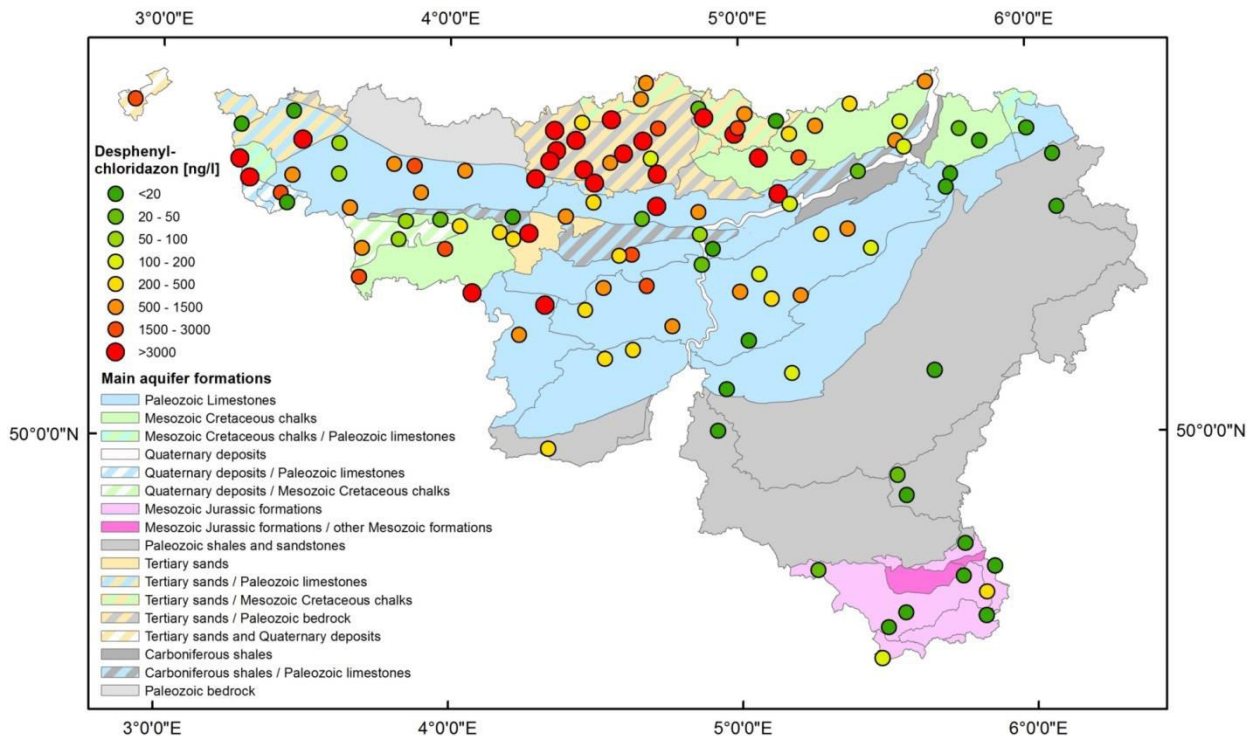 3°0'0"E 4°0'0"E 5°0'0"E 6°0'0"E
Desphenyl-
chloridazon [ng/l]
<20
20 - 50
50 - 100
100 - 200
200 - 500
500 - 1500
1500 - 3000
>3000
Main aquifer formations
Paleozoic Limestones
Mesozoic Cretaceous chalks
Mesozoic Cretaceous chalks / Paleozoic limestones
50°0'0"N 50°0'0"N
Quaternary deposits
Quaternary deposits / Paleozoic limestones
Quaternary deposits / Mesozoic Cretaceous chalks
Mesozoic Jurassic formations
Mesozoic Jurassic formations / other Mesozoic formations
Paleozoic shales and sandstones
Tertiary sands
Tertiary sands / Paleozoic limestones
Tertiary sands / Mesozoic Cretaceous chalks
Tertiary sands / Paleozoic bedrock
Tertiary sands and Quaternary deposits
Carboniferous shales
Carboniferous shales / Paleozoic limestones
Paleozoic bedrock
3°0'0"E 4°0'0"E 5°0'0"E 6°0'0"E